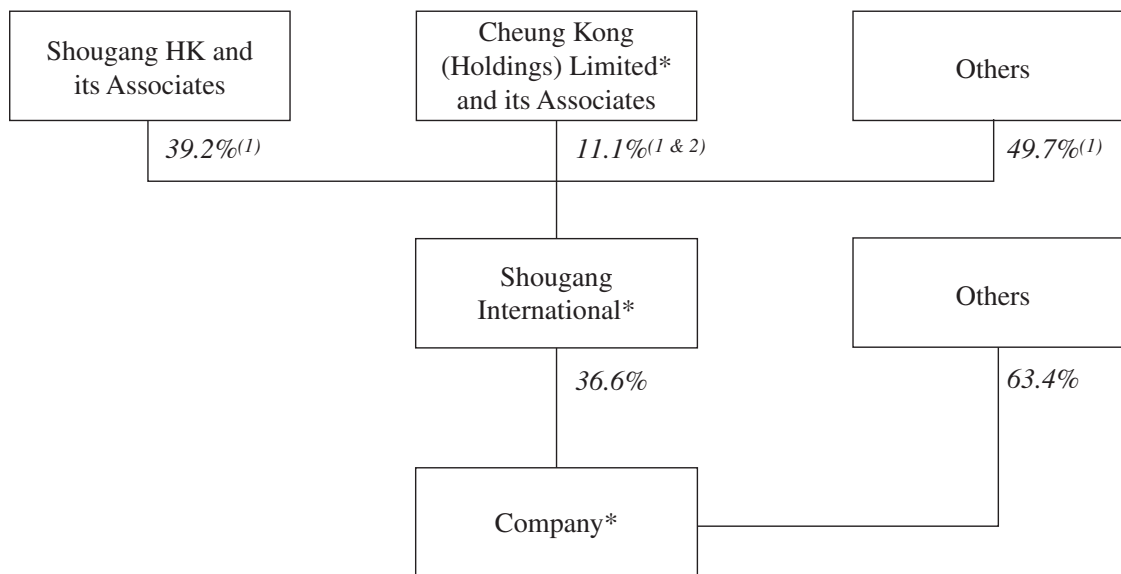 Shougang HK and
its Associates
Cheung Kong
(Holdings) Limited*
and its Associates
Others
39.2%(1)
11.1%(1 & 2)
49.7%(1)
Shougang
International*
Others
36.6%
63.4%
Company*